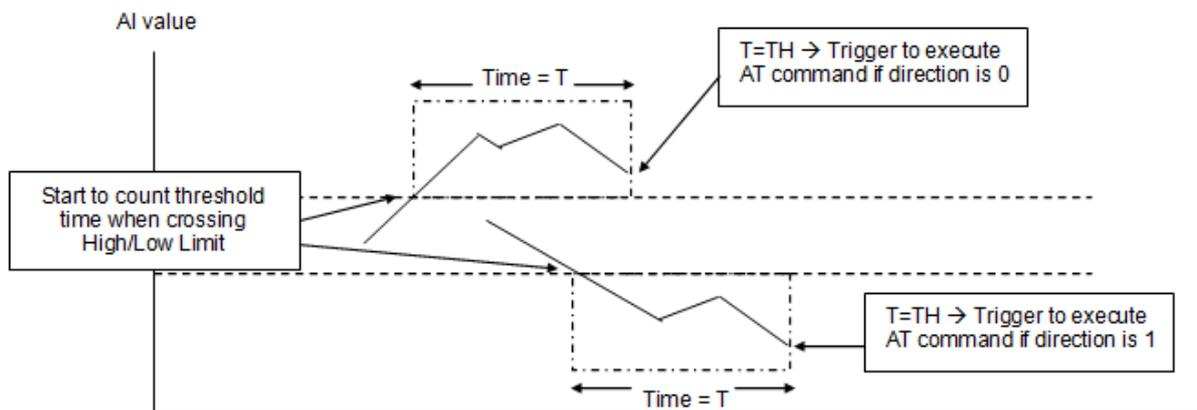 AI value
T=TH → Trigger to execute
AT command if direction is 0
Time = T
Start to count threshold
time when crossing
High/Low Limit
T=TH → Trigger to execute
AT command if direction is 1
Time = T